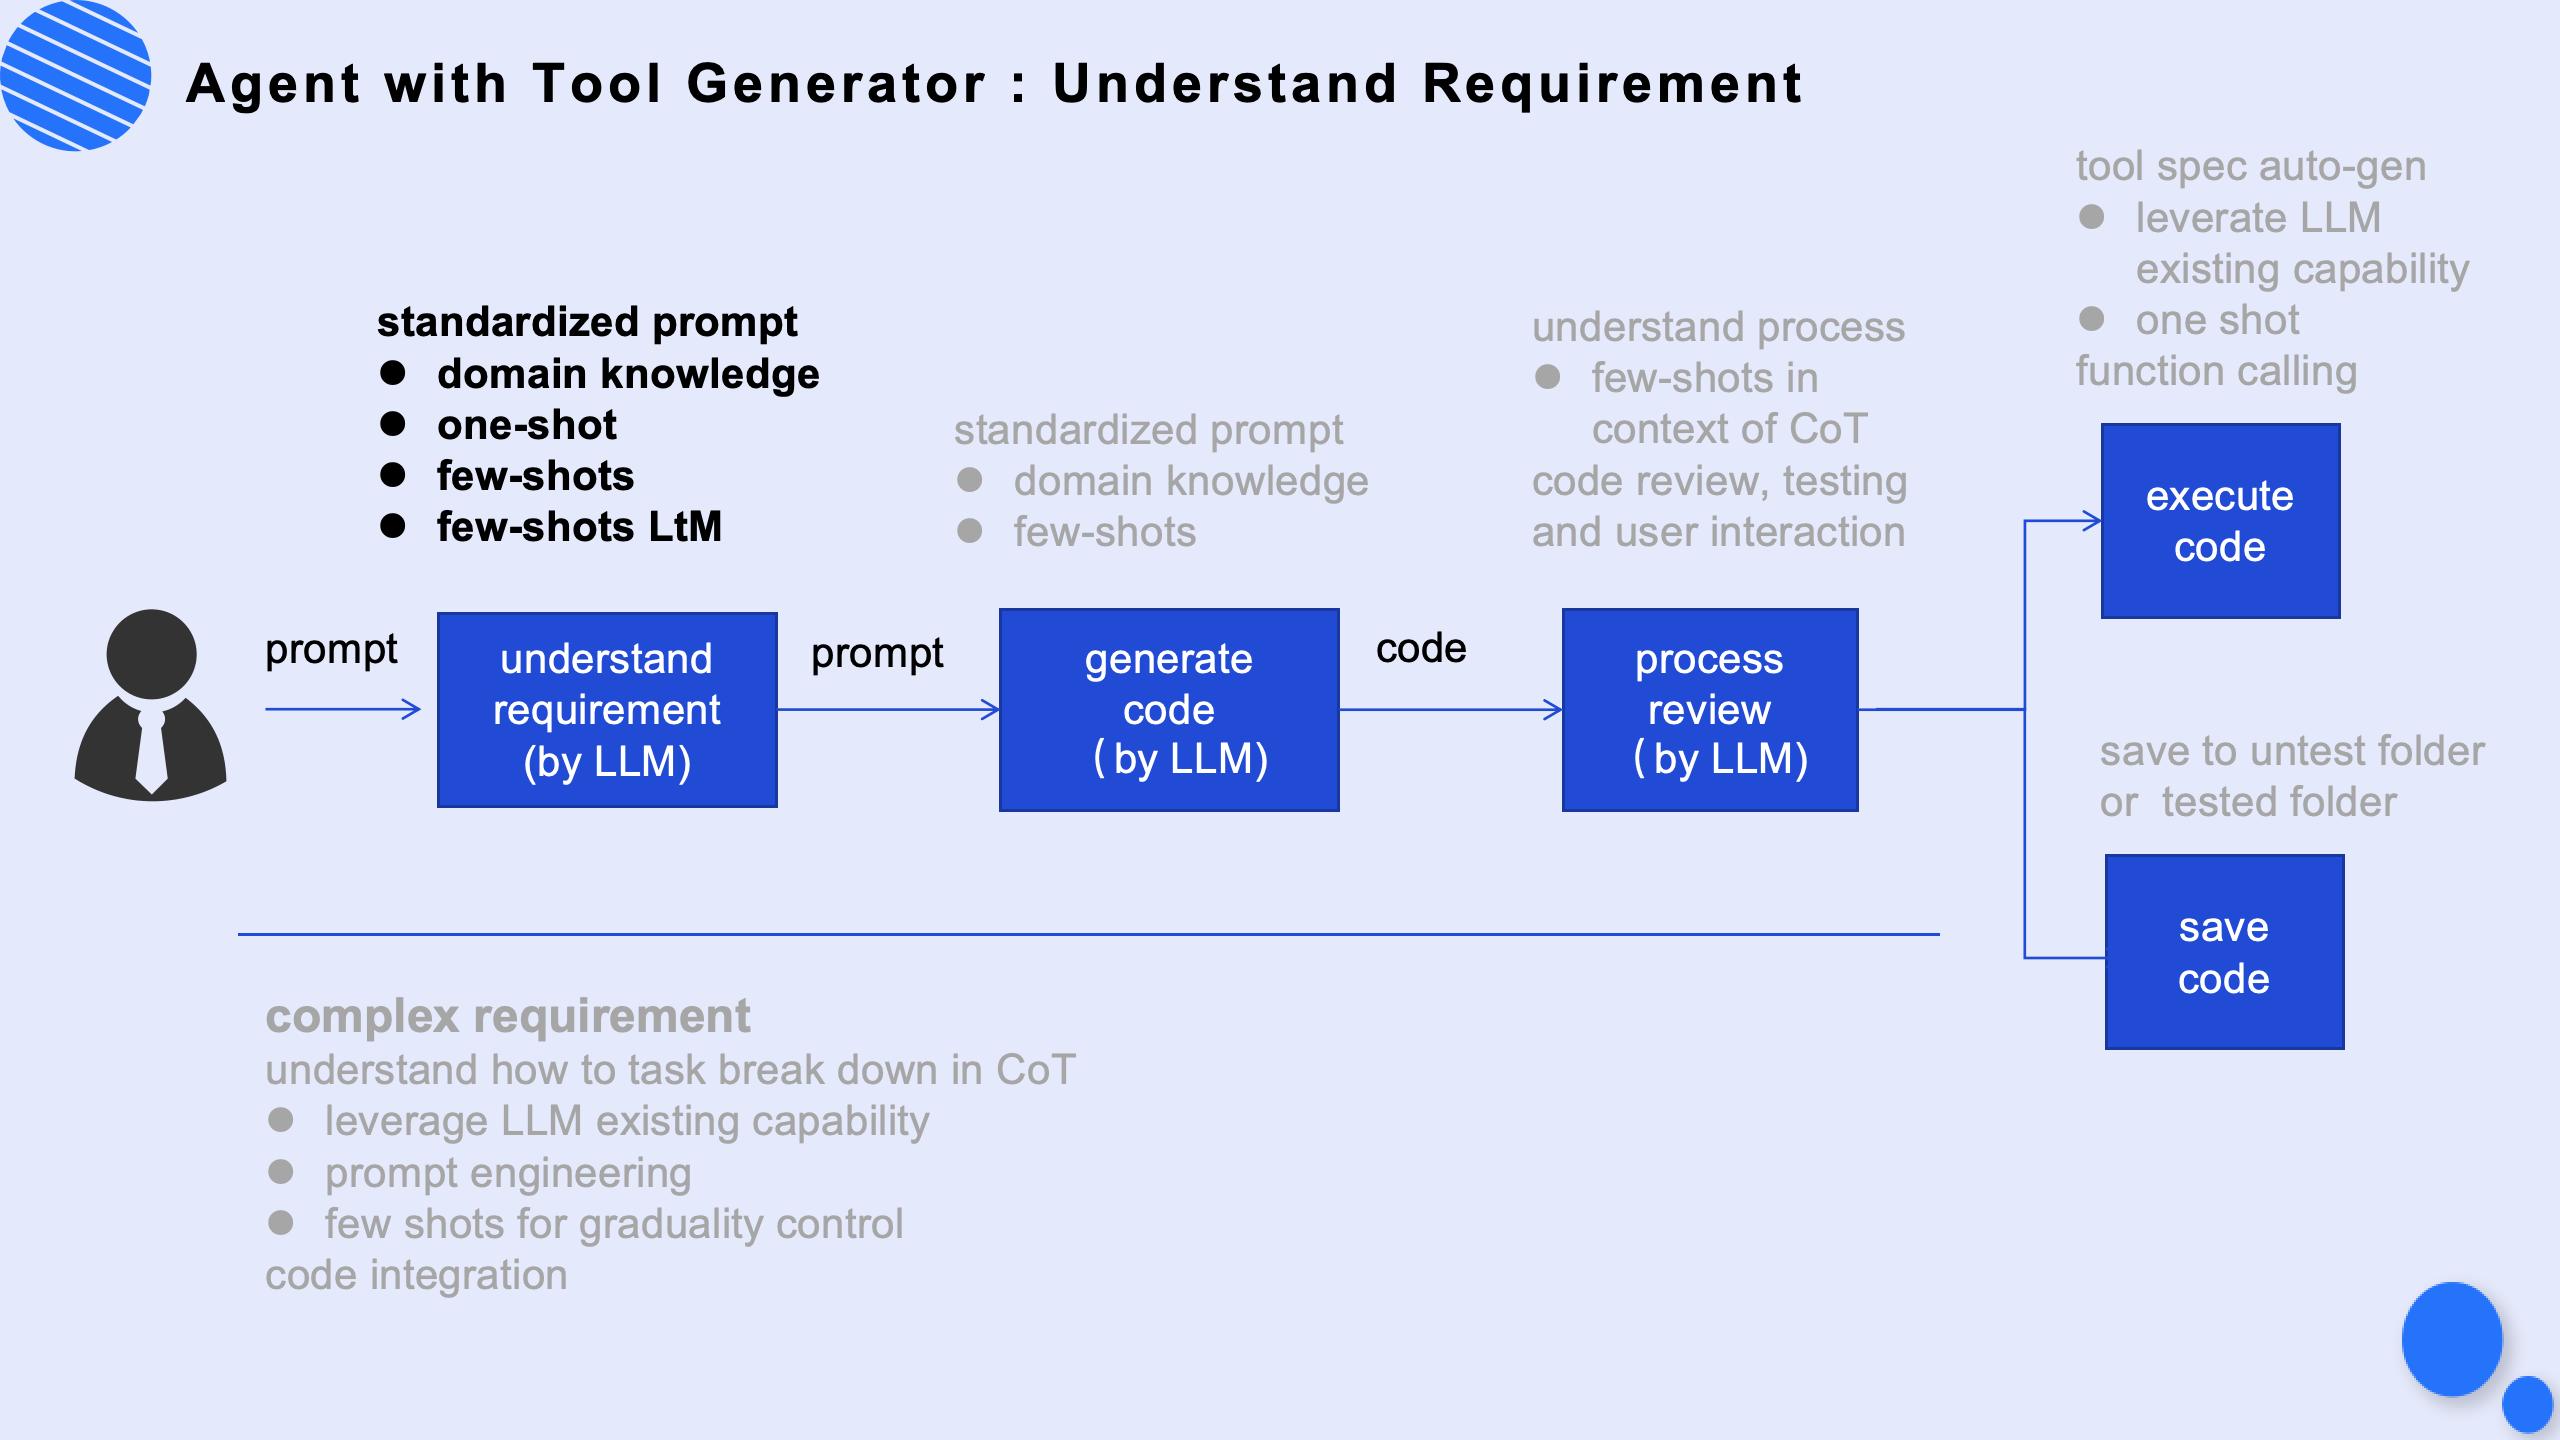 Agent with Tool Generator : Understand Requirement
standardized prompt
● domain knowledge
● one-shot
● few-shots
● few-shots LtM
standardized prompt
● domain knowledge
● few-shots
understand process
● few-shots in
context of CoT
code review, testing
and user interaction
tool spec auto-gen
● leverate LLM
existing capability
● one shot
function calling
prompt
understand
requirement
(by LLM)
prompt
generate
code
( by LLM)
code
process
review
( by LLM)
execute
code
save to untest folder
or tested folder
save
code
complex requirement
understand how to task break down in CoT
● leverage LLM existing capability
● prompt engineering
● few shots for graduality control
code integration